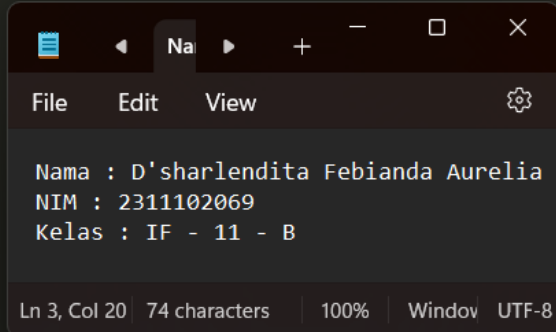 Na
File Edit View
Nama : D'sharlendita Febianda Aurelia
NIM : 2311102069
Kelas : IF - 11 - B
Ln 3, Col 20 74 characters 100% Window UTF-8